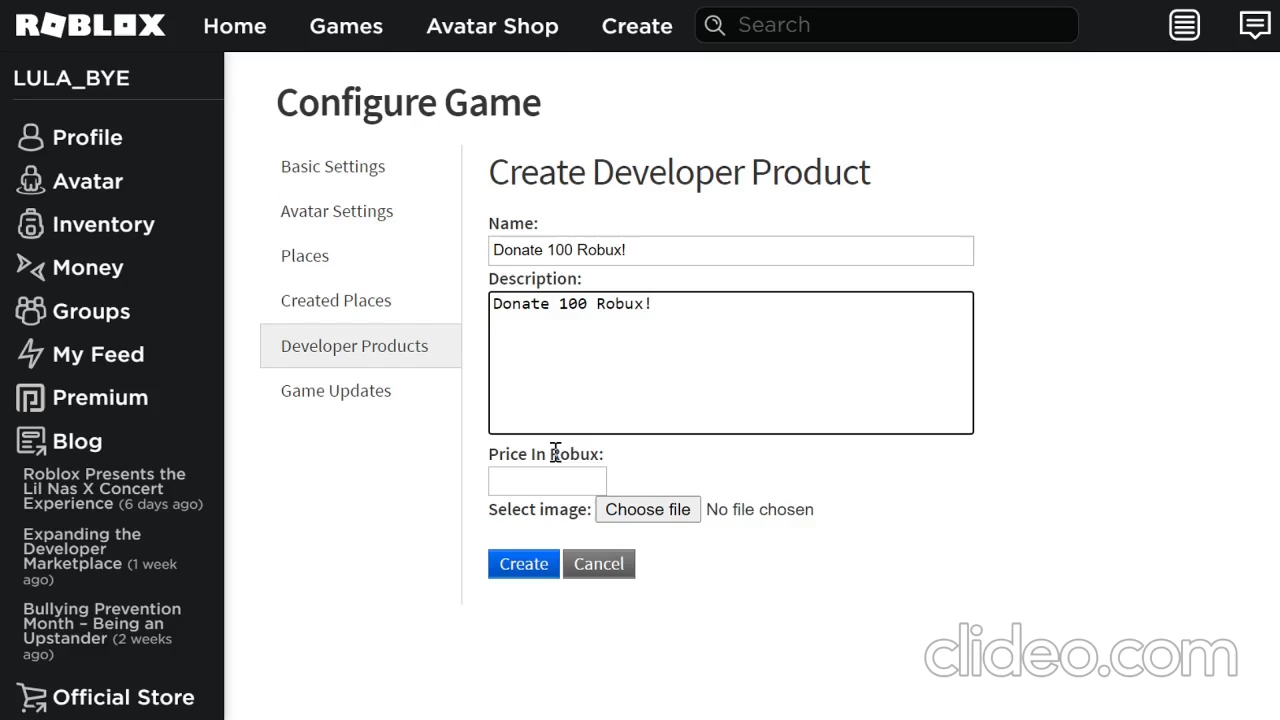 ROBLOX Home Games Avatar Shop Create Search
LULA_BYE
Profile
Avatar
Inventory
Money
Groups
My Feed
Premium
Blog
Roblox Presents the
Lil Nas X Concert
Experience (6 days ago)
Expanding the
Developer
Marketplace (1 week
ago)
Bullying Prevention
Month – Being an
Upstander (2 weeks
ago)
Official Store
Configure Game
Basic Settings
Avatar Settings
Places
Created Places
Developer Products
Game Updates
Create Developer Product
Name:
Donate 100 Robux!
Description:
Donate 100 Robux!
Price In Robux:
Select image: Choose file No file chosen
Create Cancel
clideo.com